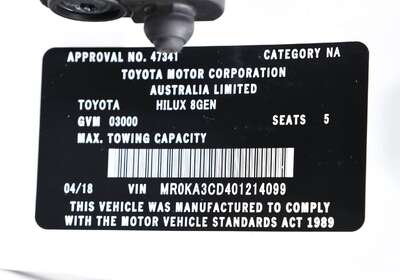 APPROVAL NO. 47341 CATEGORY NA
TOYOTA MOTOR CORPORATION
AUSTRALIA LIMITED
TOYOTA HILUX 8GEN
GVM 03000 SEATS 5
MAX. TOWING CAPACITY
04/18 VIN MR0KA3CD401214099
THIS VEHICLE WAS MANUFACTURED TO COMPLY
WITH THE MOTOR VEHICLE STANDARDS ACT 1989